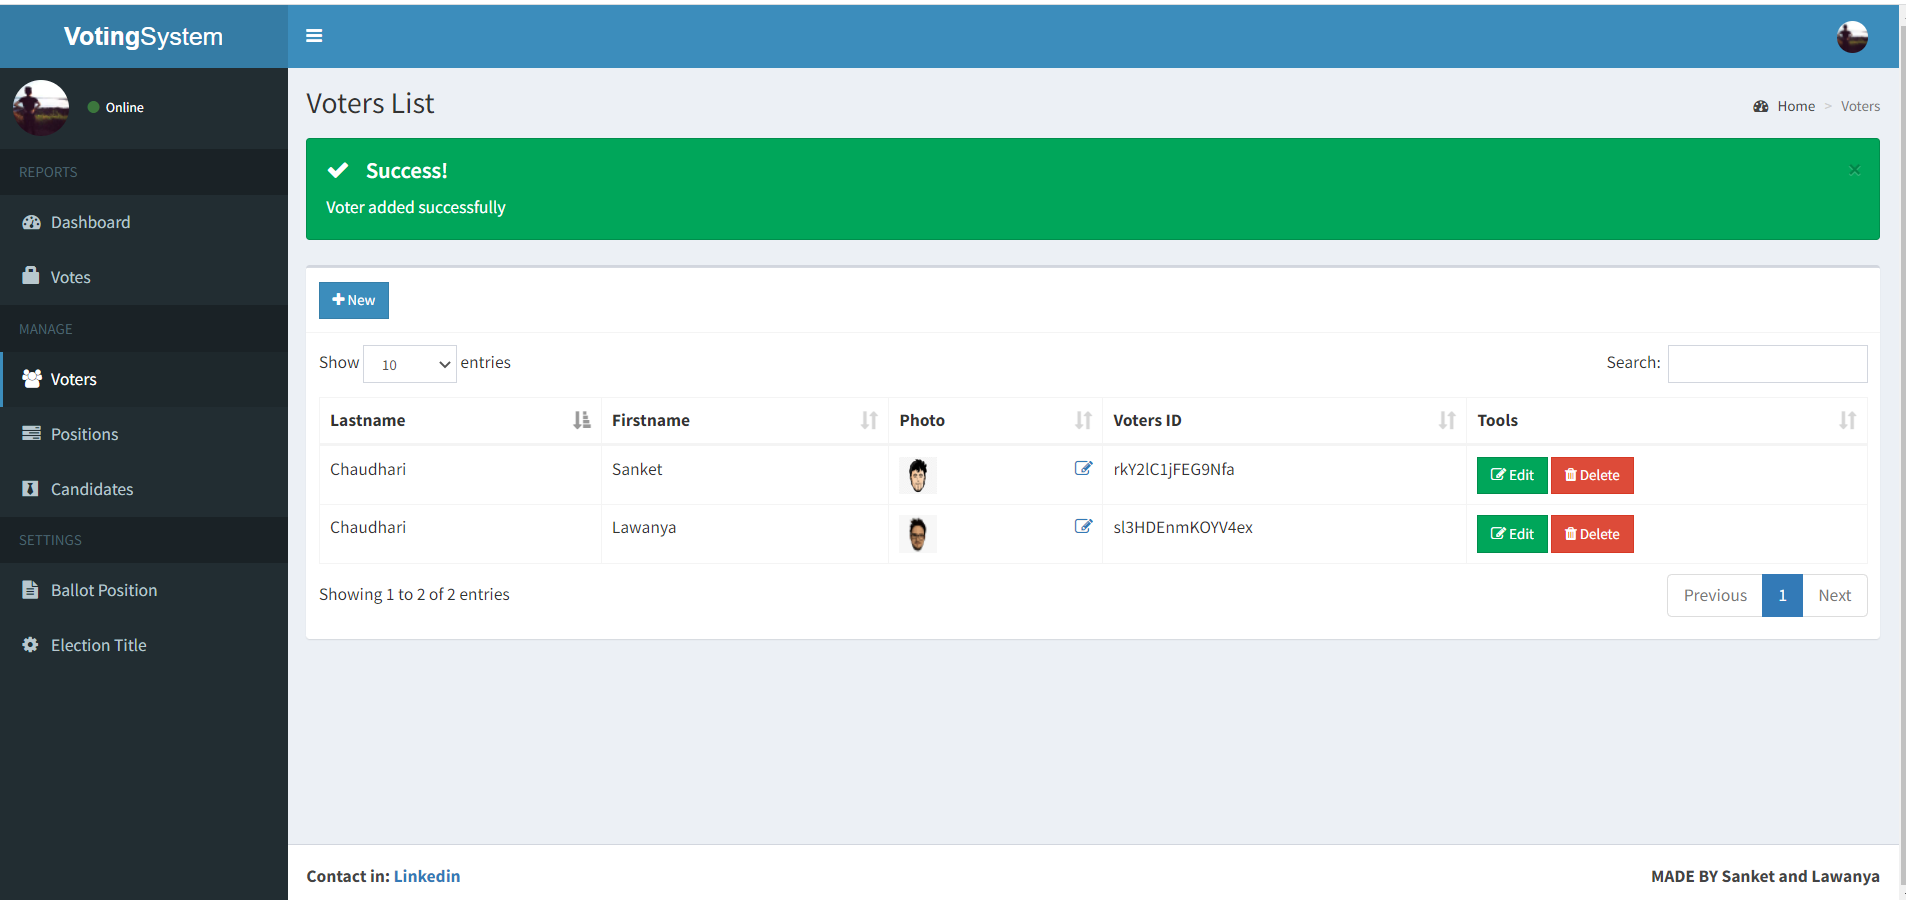 VotingSystem
Online
REPORTS
Dashboard
Votes
MANAGE
Voters
Positions
Candidates
SETTINGS
Ballot Position
Election Title
Voters List
Home > Voters
Success!
×
Voter added successfully
New
Show 10 entries
Search:
Lastname Firstname Photo Voters ID Tools
Chaudhari Sanket rkY2lC1jFEG9Nfa Edit Delete
Chaudhari Lawanya sl3HDEnmKOYV4ex Edit Delete
Showing 1 to 2 of 2 entries
Previous 1 Next
Contact in: Linkedin
MADE BY Sanket and Lawanya